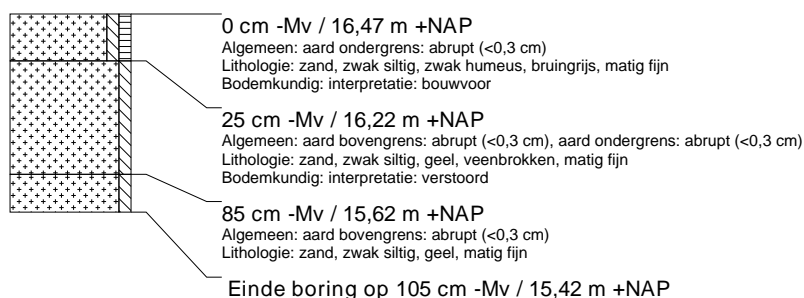 0 cm -Mv / 16,47 m +NAP
Algemeen: aard ondergrens: abrupt (<0,3 cm)
Lithologie: zand, zwak siltig, zwak humeus, bruingrijs, matig fijn
Bodemkundig: interpretatie: bouwvoor
25 cm -Mv / 16,22 m +NAP
Algemeen: aard bovengrens: abrupt (<0,3 cm), aard ondergrens: abrupt (<0,3 cm)
Lithologie: zand, zwak siltig, geel, veenbrokken, matig fijn
Bodemkundig: interpretatie: verstoord
85 cm -Mv / 15,62 m +NAP
Algemeen: aard bovengrens: abrupt (<0,3 cm)
Lithologie: zand, zwak siltig, geel, matig fijn
Einde boring op 105 cm -Mv / 15,42 m +NAP